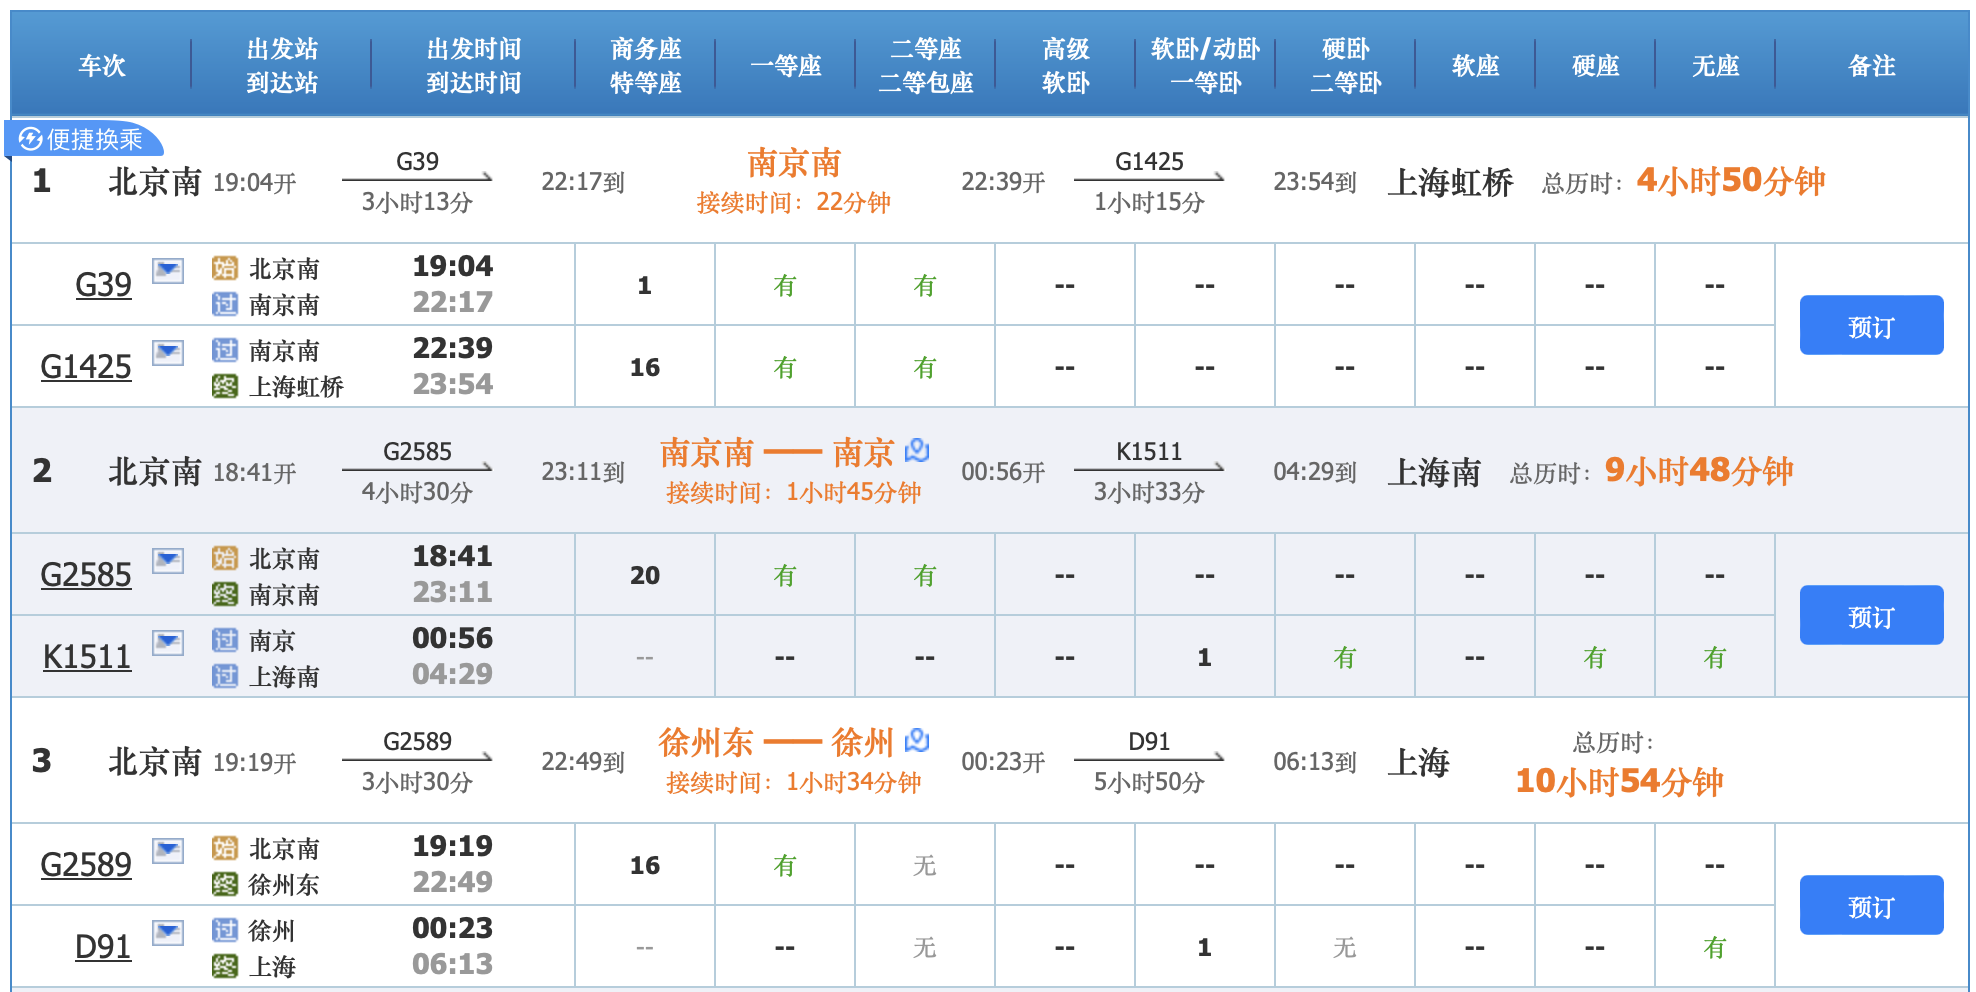 车次 出发站 出发时间 商务座 一等座 二等座 高级 软卧/动卧 硬卧 软座 硬座 无座 备注
到达站 到达时间 特等座 二等包座 软卧 一等卧 二等卧
便捷换乘
1 北京南 19:04开 G39 22:17到 南京南 22:39开 G1425 23:54到 上海虹桥 总历时: 4小时50分钟
3小时13分 接续时间: 22分钟 1小时15分
G39 始 北京南 19:04 1 有 有 -- -- -- -- -- -- 预订
过 南京南 22:17
G1425 过 南京南 22:39 16 有 有 -- -- -- -- -- --
终 上海虹桥 23:54
2 北京南 18:41开 G2585 23:11到 南京南 —— 南京 00:56开 K1511 04:29到 上海南 总历时: 9小时48分钟
4小时30分 接续时间: 1小时45分钟 3小时33分
G2585 始 北京南 18:41 20 有 有 -- -- -- -- -- -- 预订
终 南京南 23:11
K1511 过 南京 00:56 -- -- -- -- 1 有 -- 有 有
过 上海南 04:29
3 北京南 19:19开 G2589 22:49到 徐州东 —— 徐州 00:23开 D91 06:13到 上海 总历时:
3小时30分 接续时间: 1小时34分钟 5小时50分 10小时54分钟
G2589 始 北京南 19:19 16 有 无 -- -- -- -- -- -- 预订
终 徐州东 22:49
D91 过 徐州 00:23 -- -- 无 -- 1 无 -- -- 有
终 上海 06:13